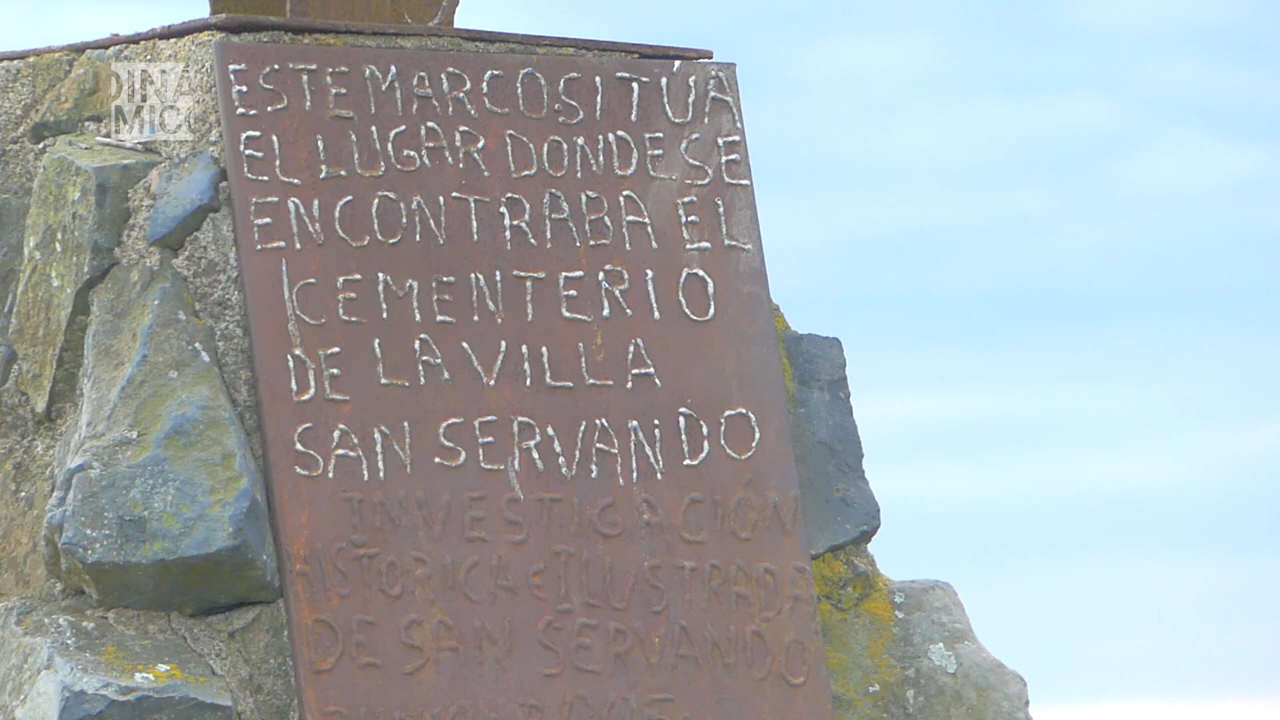 DINÁ
MICO
ESTE MARCO SITUA
EL LUGAR DONDE SE
ENCONTRABA EL
CEMENTERIO
DE LA VILLA
SAN SERVANDO
INVESTIGACIÓN
HISTORICA E ILUSTRADA
DE SAN SERVANDO